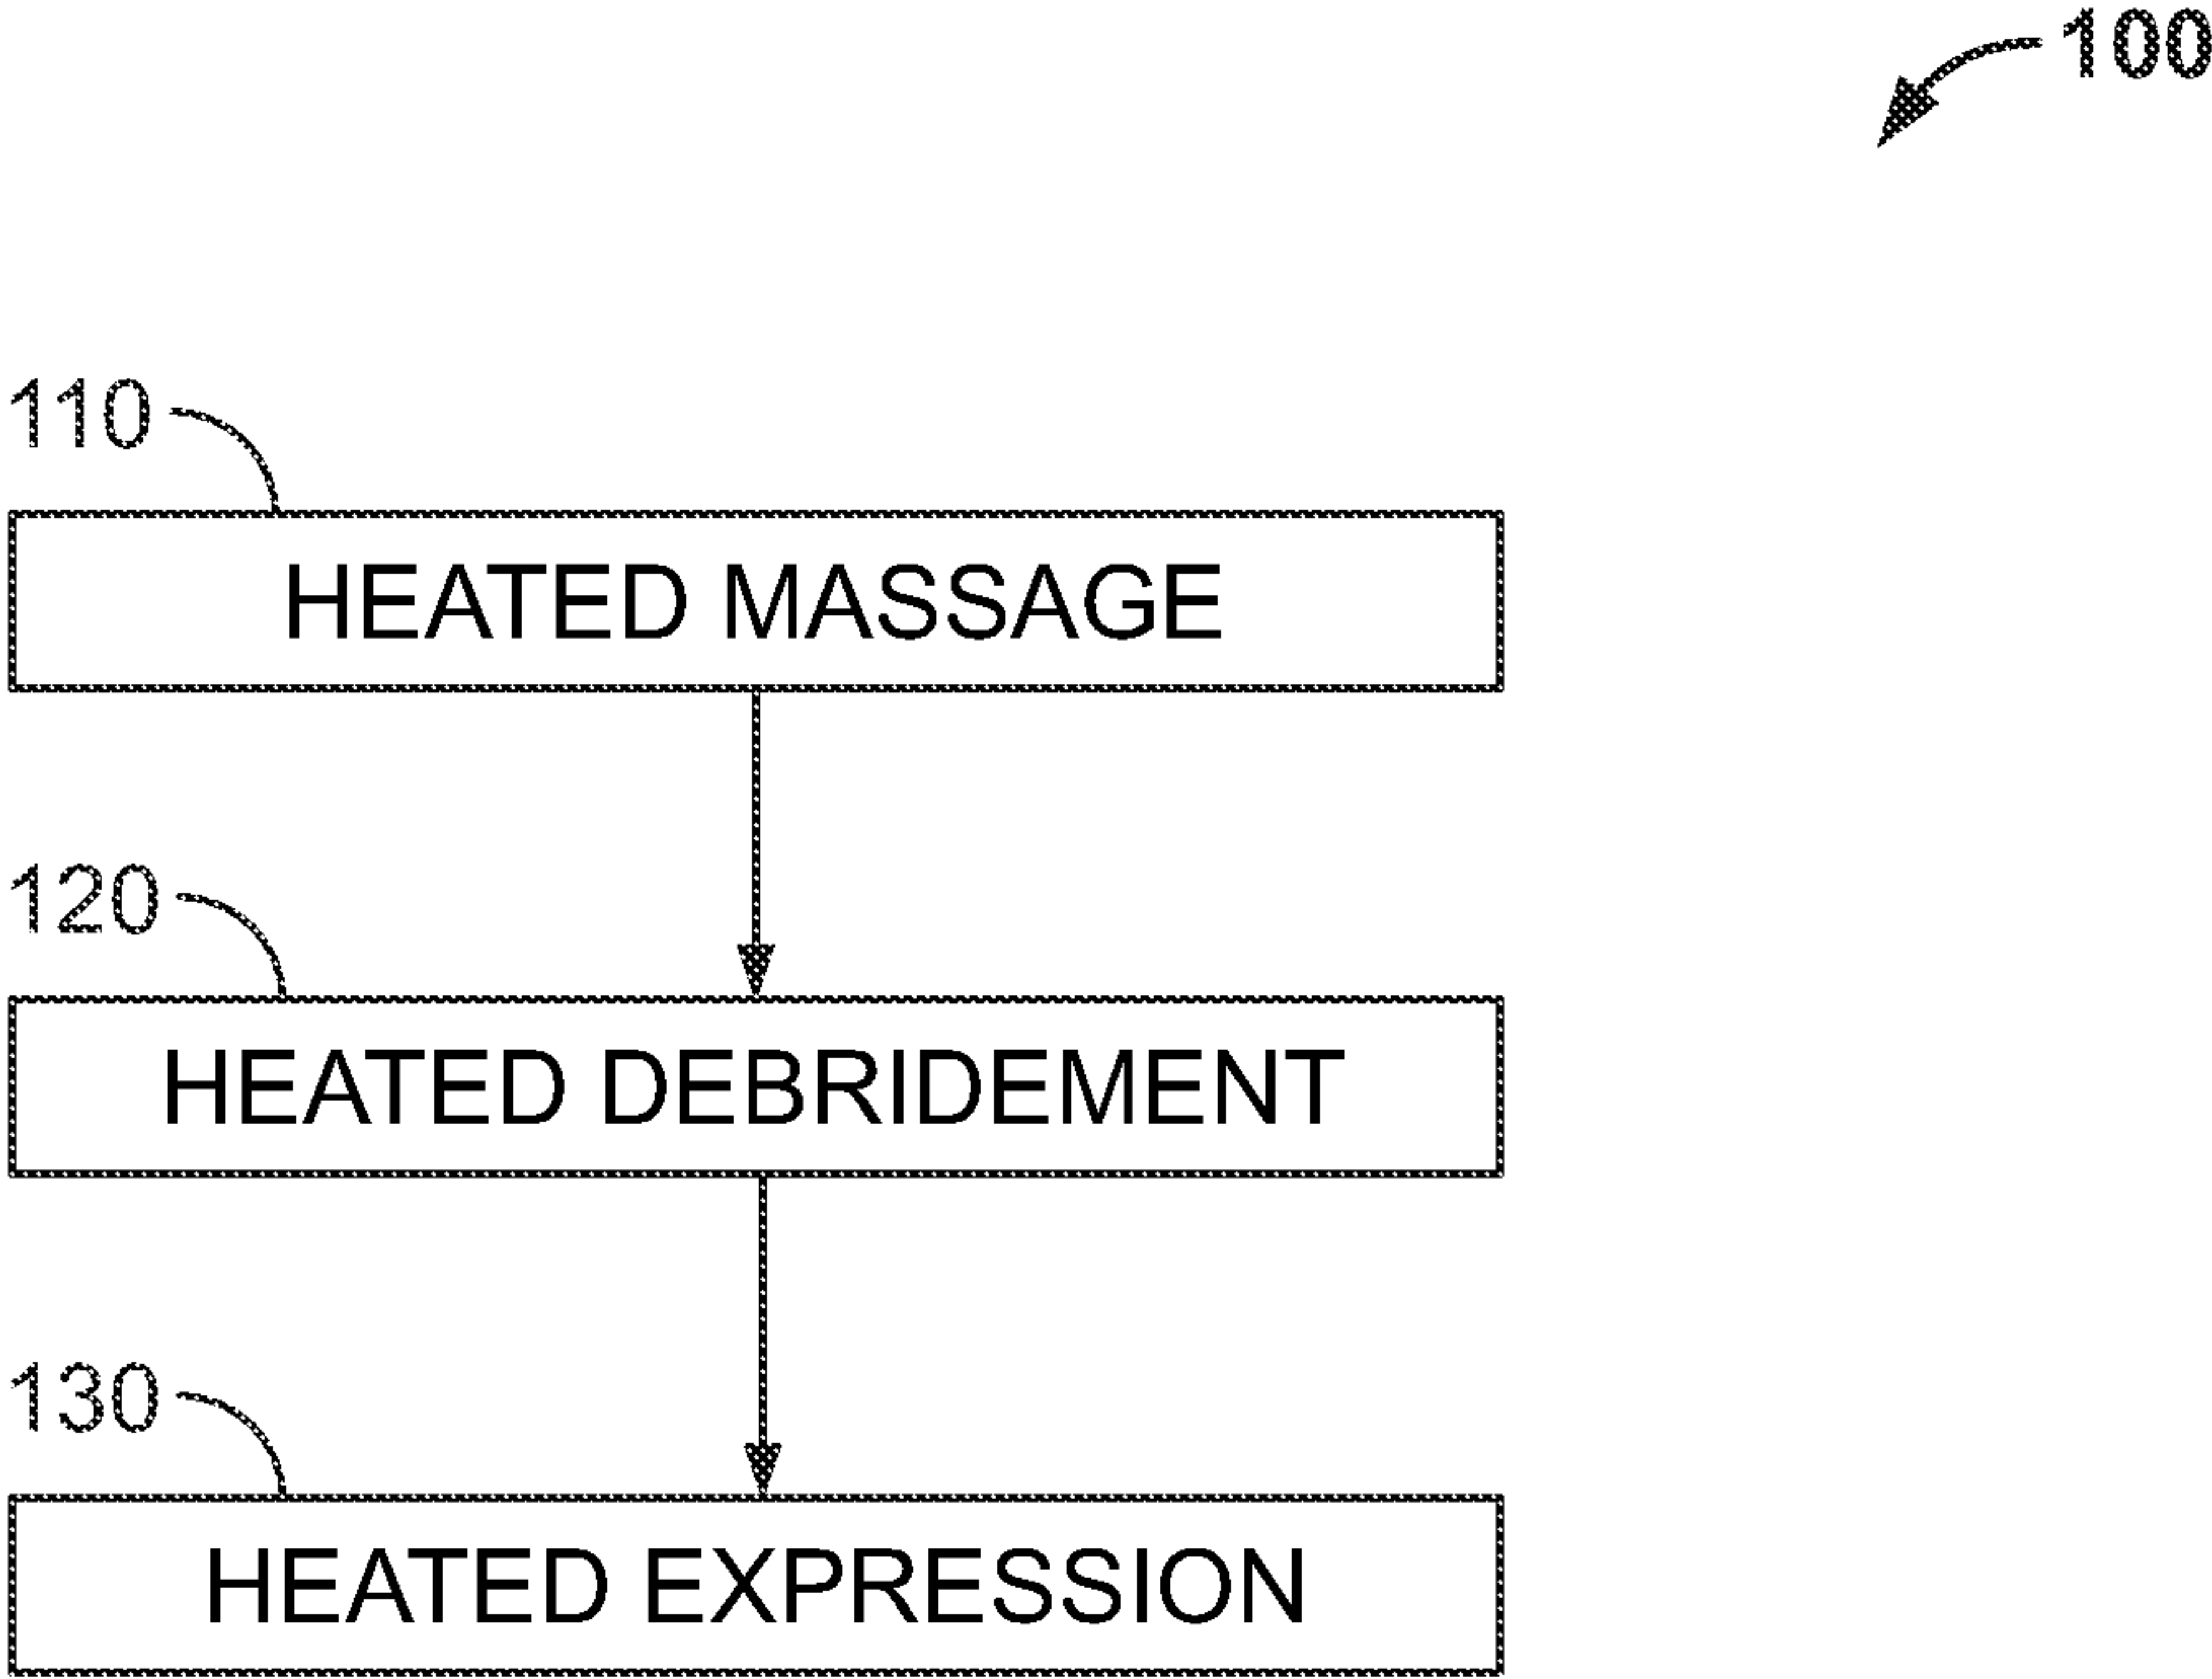 100
110
HEATED MASSAGE
120
HEATED DEBRIDEMENT
130
HEATED EXPRESSION